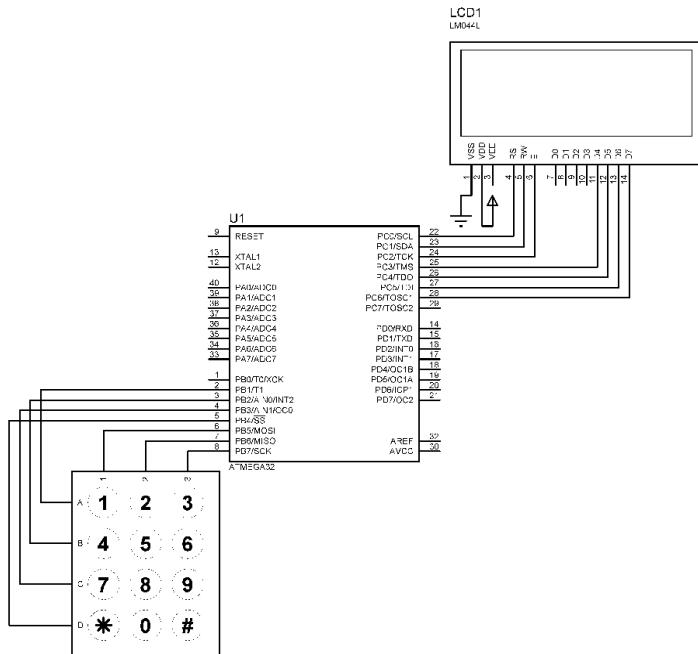 LCD1
LM044L
VSS VDD VEE RS RW E D0 D1 D2 D3 D4 D5 D6 D7
1 2 3 4 5 6 7 8 9 10 11 12 13 14
U1
9 RESET PC0/SCL 22
PC1/SDA 23
13 XTAL1 PC2/TCK 24
12 XTAL2 PC3/TMS 25
PC4/TDO 26
40 PA0/ADC0 PC5/TDI 27
39 PA1/ADC1 PC6/TOSC1 28
38 PA2/ADC2 PC7/TOSC2 29
37 PA3/ADC3
36 PA4/ADC4 PD0/RXD 14
35 PA5/ADC5 PD1/TXD 15
34 PA6/ADC6 PD2/INT0 16
33 PA7/ADC7 PD3/INT1 17
PD4/OC1B 18
1 PB0/T0/XCK PD5/OC1A 19
2 PB1/T1 PD6/ICP1 20
3 PB2/AIN0/INT2 PD7/OC2 21
4 PB3/AIN1/OC0
5 PB4/SS
6 PB5/MOSI
7 PB6/MISO AREF 32
8 PB7/SCK AVCC 30
ATMEGA32
1 2 3
A 1 2 3
B 4 5 6
C 7 8 9
D * 0 #